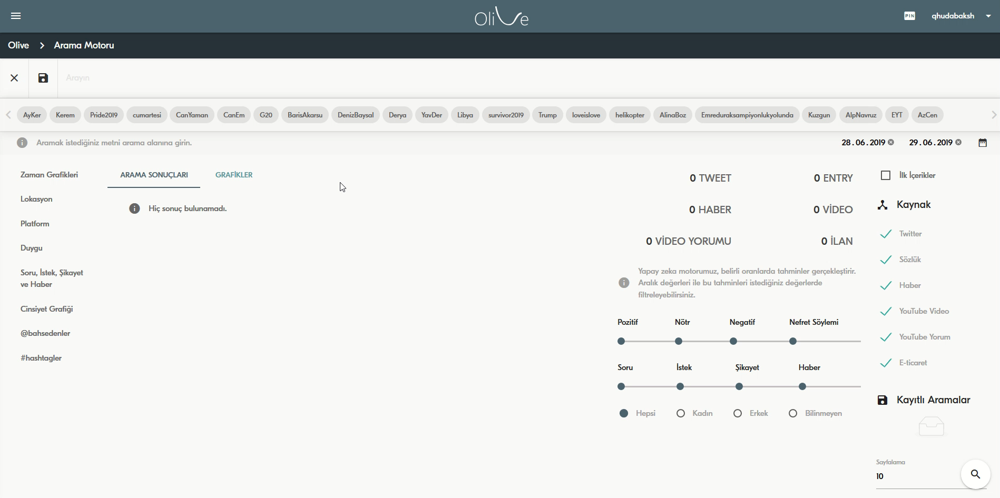 Olive
PIN
qhudabaksh
Olive
Arama Motoru
Arayın
AyKer Kerem Pride2019 cumartesi CanYaman CanEm G20 BarisAkarsu DenizBaysal Derya YavDer Libya survivor2019 Trump loveislove helikopter AlinaBoz Emreduraksampiyonlukyolunda Kuzgun AlpNavruz EYT AzCen
Aramak istediğiniz metni arama alanına girin.
28.06.2019 29.06.2019
Zaman Grafikleri
Lokasyon
Platform
Duygu
Soru, İstek, Şikayet
ve Haber
Cinsiyet Grafiği
@bahsedenler
#hashtagler
ARAMA SONUÇLARI GRAFİKLER
Hiç sonuç bulunamadı.
0 TWEET 0 ENTRY
0 HABER 0 VİDEO
0 VİDEO YORUMU 0 İLAN
Yapay zeka motorumuz, belirli oranlarda tahminler gerçekleştirir.
Aralık değerleri ile bu tahminleri istediğiniz değerlerde
filtreleyebilirsiniz.
Pozitif Nötr Negatif Nefret Söylemi
Soru İstek Şikayet Haber
Hepsi Kadın Erkek Bilinmeyen
İlk İçerikler
Kaynak
Twitter
Sözlük
Haber
YouTube Video
YouTube Yorum
E-ticaret
Kayıtlı Aramalar
Sayfalama
10